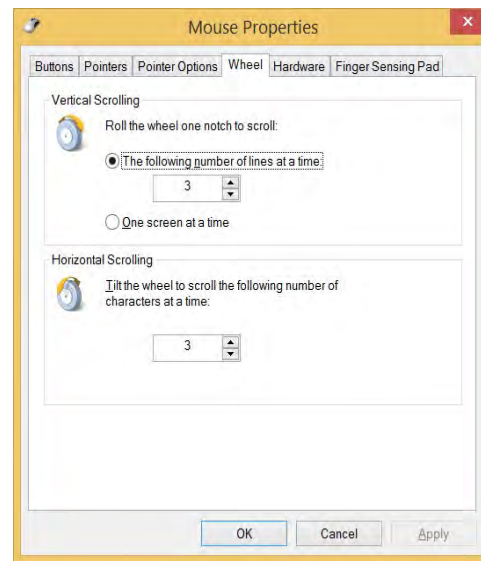 Mouse Properties
Buttons Pointers Pointer Options Wheel Hardware Finger Sensing Pad
Vertical Scrolling
Roll the wheel one notch to scroll:
The following number of lines at a time:
3
One screen at a time
Horizontal Scrolling
Tilt the wheel to scroll the following number of
characters at a time:
3
OK Cancel Apply